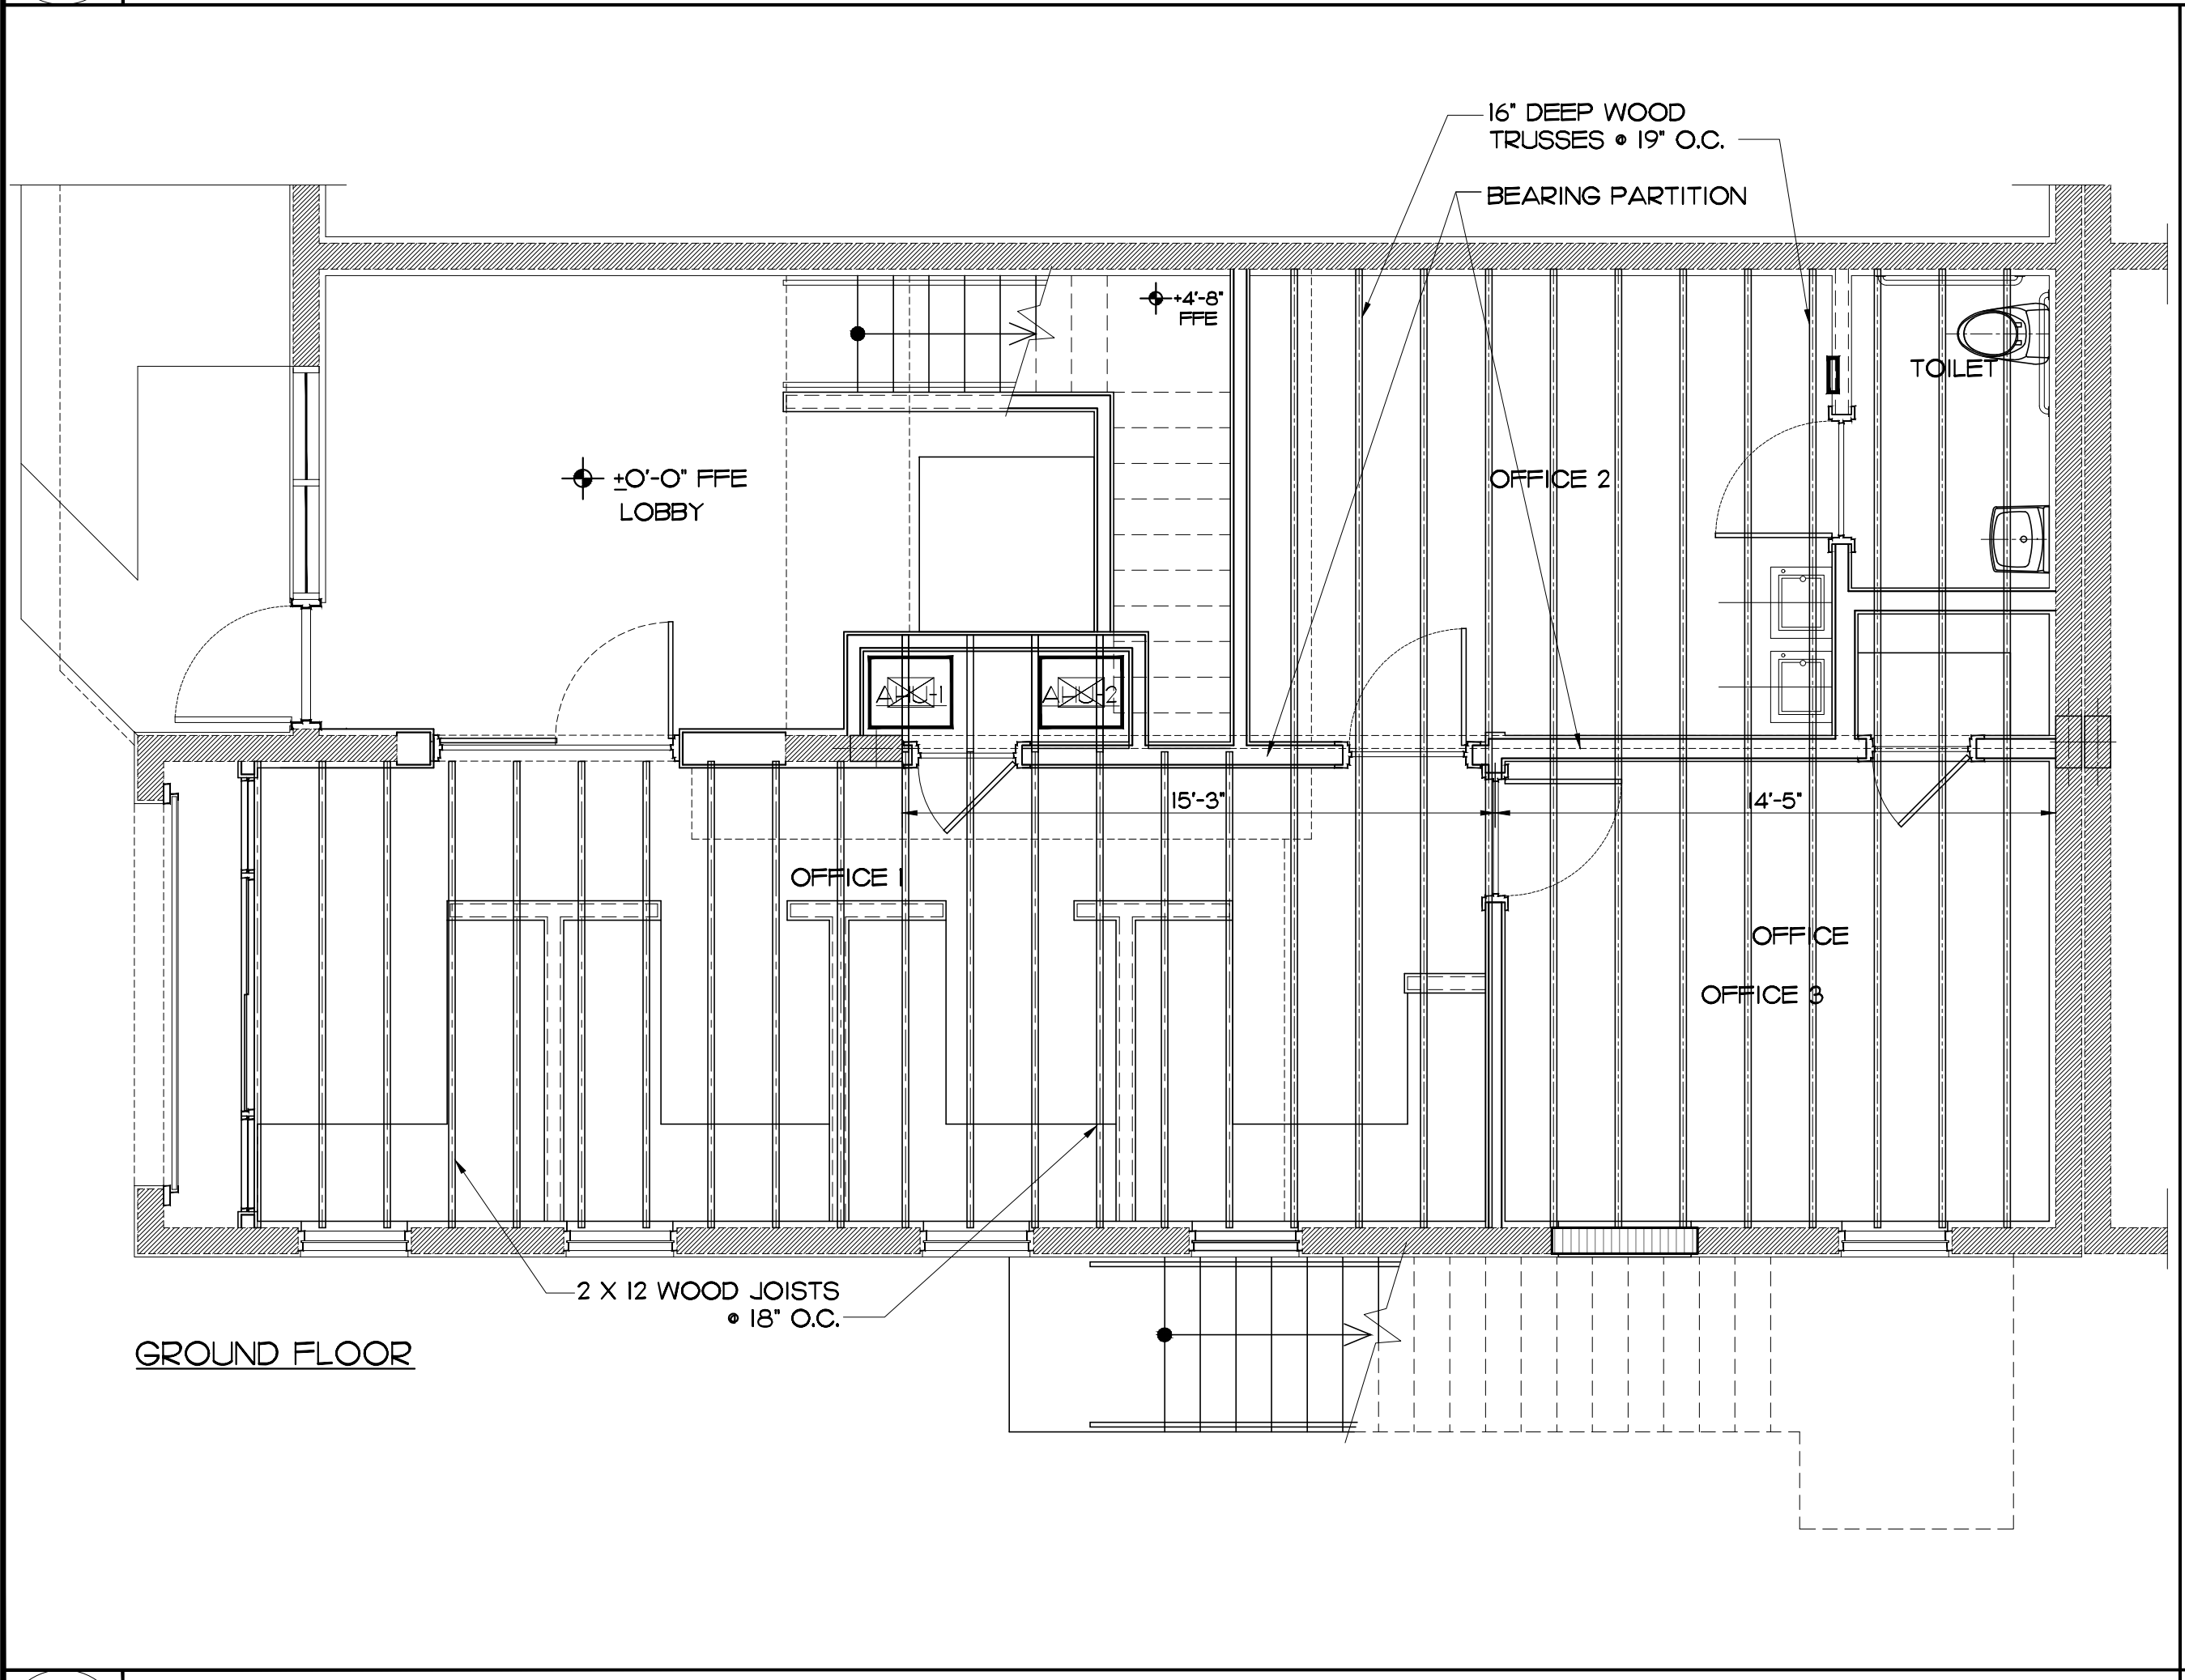 16" DEEP WOOD
TRUSSES @ 19" O.C.
BEARING PARTITION
+4'-8"
FFE
TOILET
±0'-0" FFE
LOBBY
OFFICE 2
AHU-1
AHU-2
15'-3"
14'-5"
OFFICE 1
OFFICE
OFFICE 3
2 X 12 WOOD JOISTS
@ 18" O.C.
GROUND FLOOR